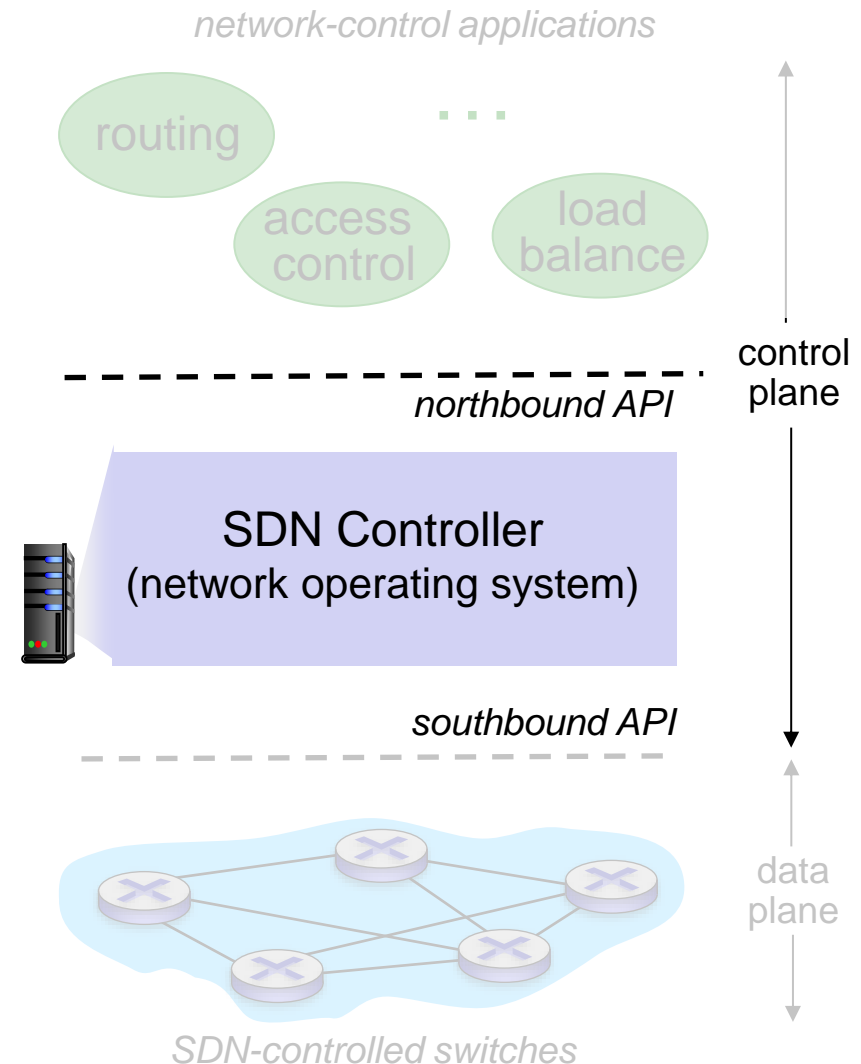 network-control applications
routing
...
access
control
load
balance
control
plane
northbound API
SDN Controller
(network operating system)
southbound API
data
plane
SDN-controlled switches